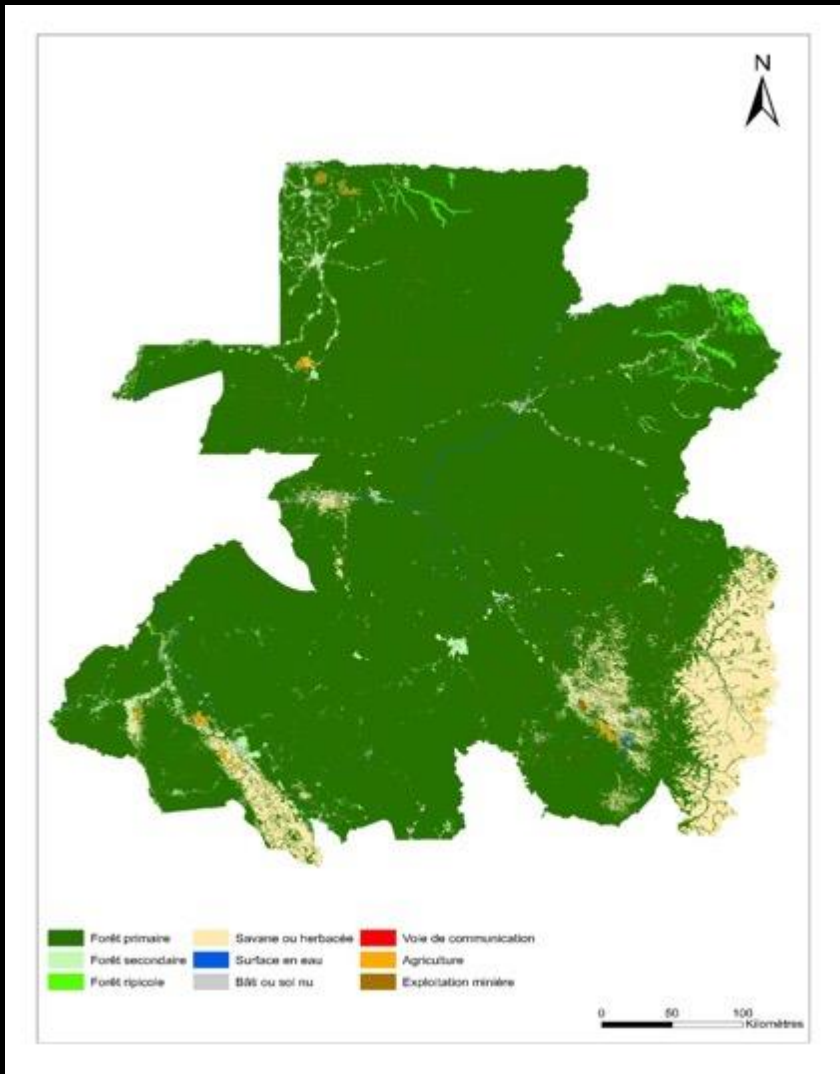 N
Forêt primaire
Savane ou herbacée
Voie de communication
Forêt secondaire
Surface en eau
Agriculture
Forêt ripicole
Bâti ou sol nu
Exploitation minière
0 50 100
Kilomètres